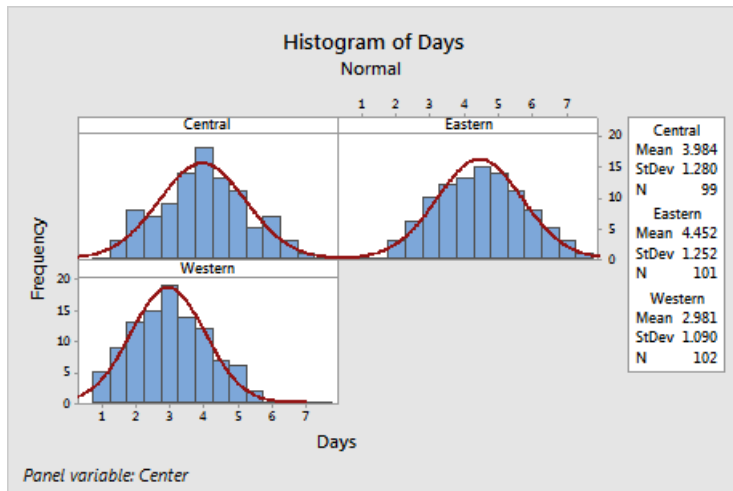 Histogram of Days
Normal
1 2 3 4 5 6 7
Central Eastern
20
15
10
5
0
Western
20
15
10
5
0
1 2 3 4 5 6 7
Frequency
Days
Central
Mean 3.984
StDev 1.280
N 99
Eastern
Mean 4.452
StDev 1.252
N 101
Western
Mean 2.981
StDev 1.090
N 102
Panel variable: Center